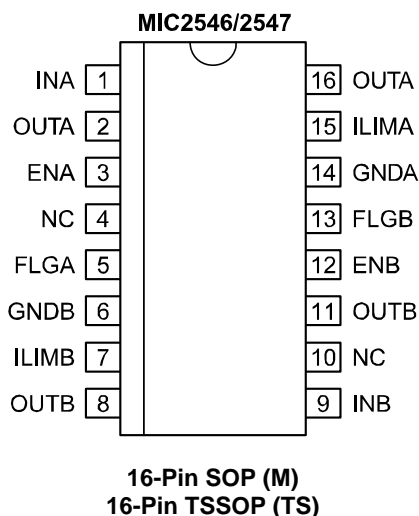 MIC2546/2547
INA 1 16 OUTA
OUTA 2 15 ILIMA
ENA 3 14 GNDA
NC 4 13 FLGB
FLGA 5 12 ENB
GNDB 6 11 OUTB
ILIMB 7 10 NC
OUTB 8 9 INB
16-Pin SOP (M)
16-Pin TSSOP (TS)